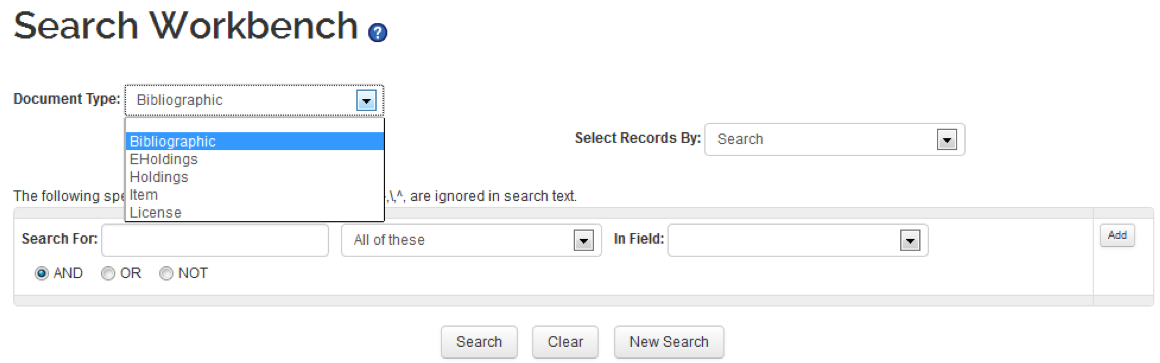 Search Workbench ?
Document Type: Bibliographic
Bibliographic
EHoldings
Holdings
Item
License
Select Records By: Search
The following spe ,\,^, are ignored in search text.
Search For: All of these In Field: Add
AND OR NOT
Search Clear New Search